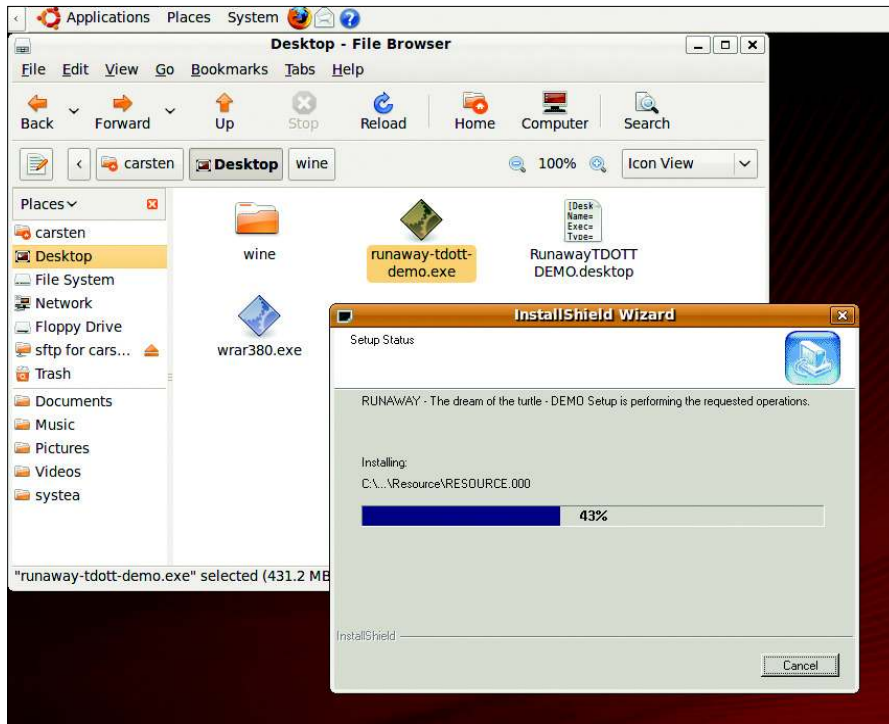 Applications Places System
Desktop - File Browser
File Edit View Go Bookmarks Tabs Help
Back Forward Up Stop Reload Home Computer Search
carsten Desktop wine 100% Icon View
Places
carsten
Desktop
File System
Network
Floppy Drive
sftp for cars...
Trash
Documents
Music
Pictures
Videos
systea
wine
runaway-tdott-
demo.exe
[Desk
Name=
Exec=
Type=
RunawayTDOTT
DEMO.desktop
wrar380.exe
"runaway-tdott-demo.exe" selected (431.2 MB
InstallShield Wizard
Setup Status
RUNAWAY - The dream of the turtle - DEMO Setup is performing the requested operations.
Installing:
C:\...\Resource\RESOURCE.000
43%
InstallShield
Cancel